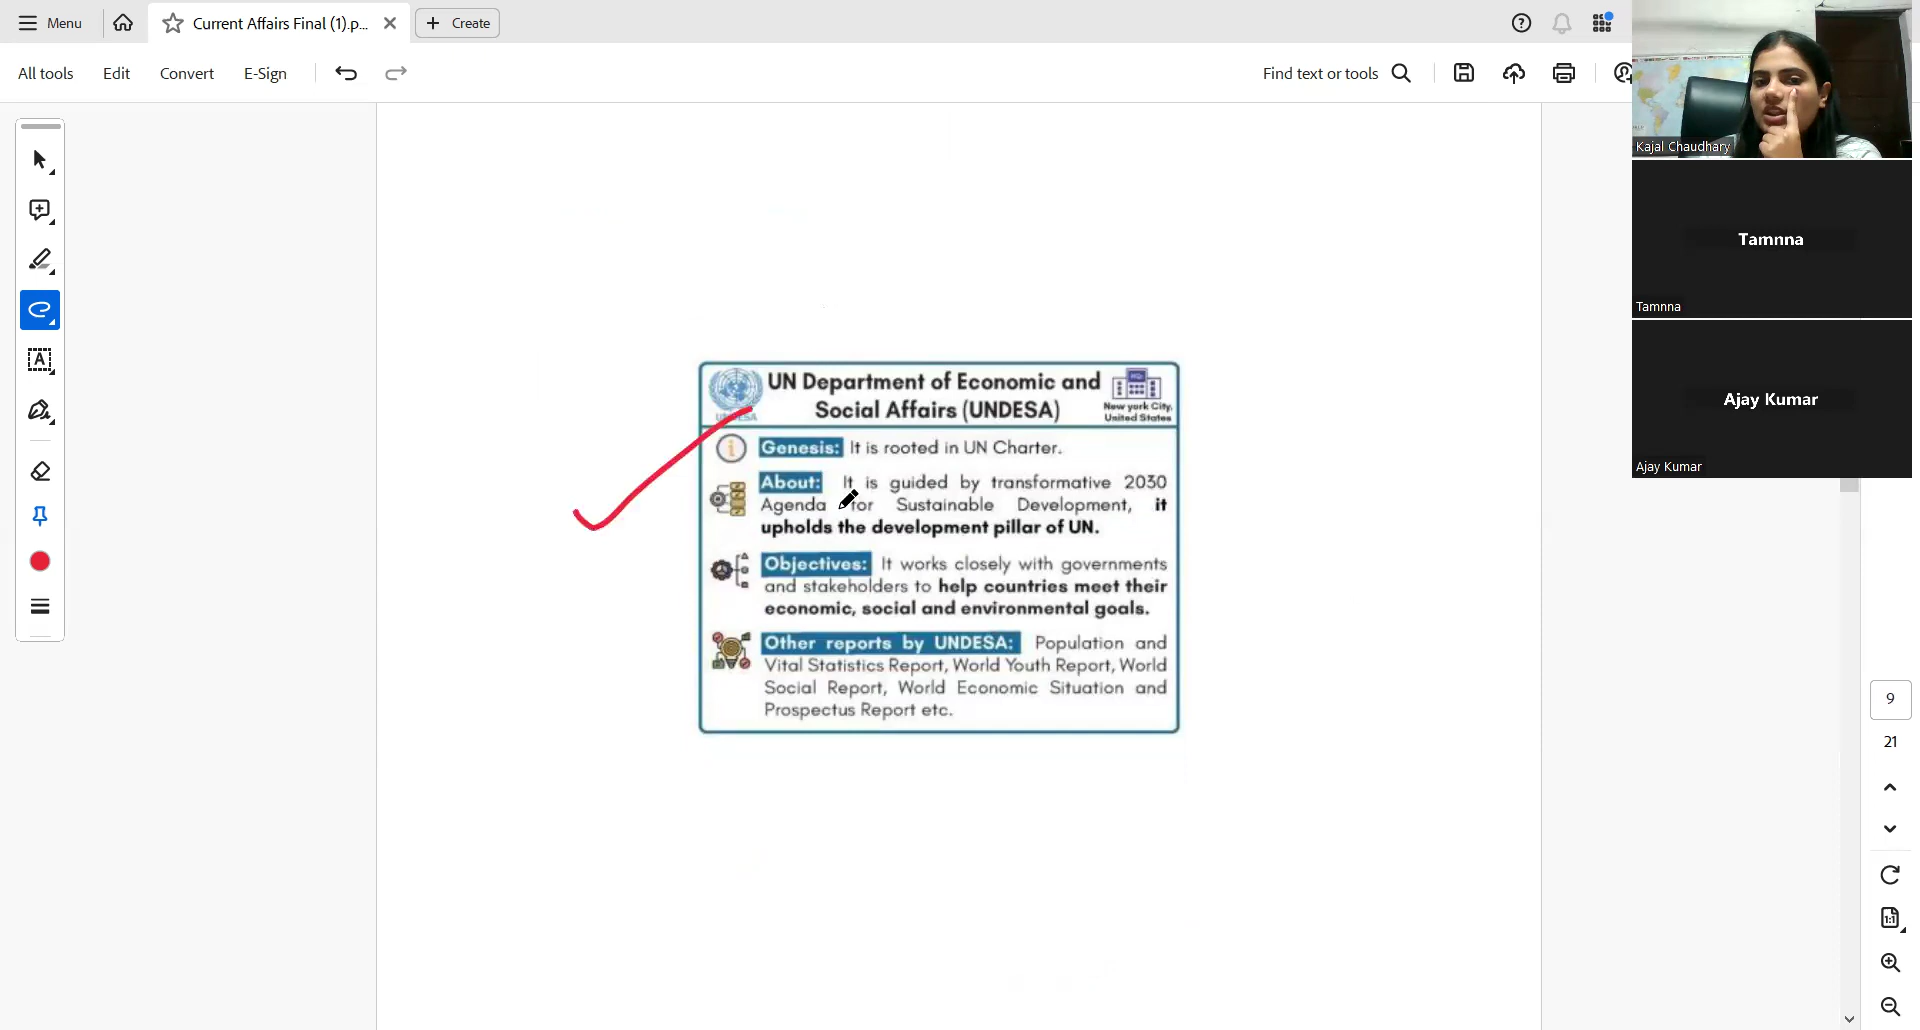 Menu
Current Affairs Final (1).p...
Create
All tools
Edit
Convert
E-Sign
Find text or tools
Kajal Chaudhary
Tamnna
Tamnna
Ajay Kumar
Ajay Kumar
UN Department of Economic and
Social Affairs (UNDESA)
UNDESA
New york City,
United States
Genesis: It is rooted in UN Charter.
About: It is guided by transformative 2030
Agenda for Sustainable Development, it
upholds the development pillar of UN.
Objectives: It works closely with governments
and stakeholders to help countries meet their
economic, social and environmental goals.
Other reports by UNDESA: Population and
Vital Statistics Report, World Youth Report, World
Social Report, World Economic Situation and
Prospectus Report etc.
9
21